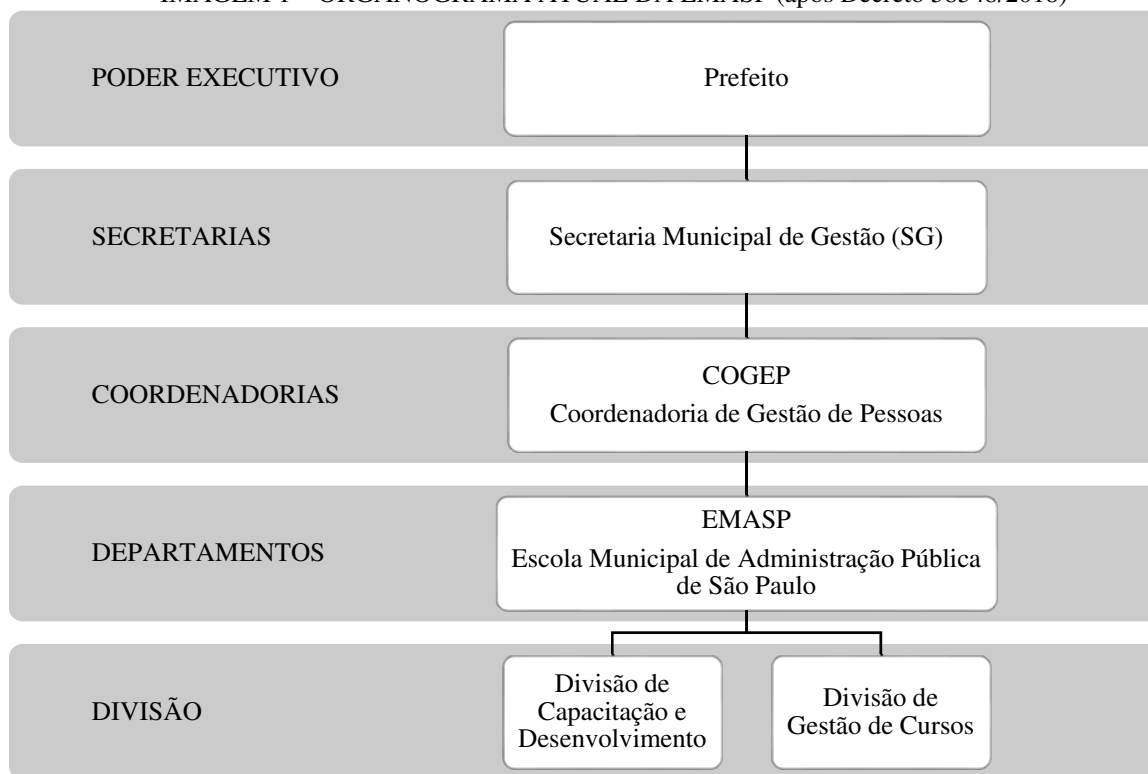 PODER EXECUTIVO
Prefeito
SECRETARIAS
Secretaria Municipal de Gestão (SG)
COORDENADORIAS
COGEP
Coordenadoria de Gestão de Pessoas
DEPARTAMENTOS
EMASP
Escola Municipal de Administração Pública
de São Paulo
DIVISÃO
Divisão de
Capacitação e
Desenvolvimento
Divisão de
Gestão de Cursos